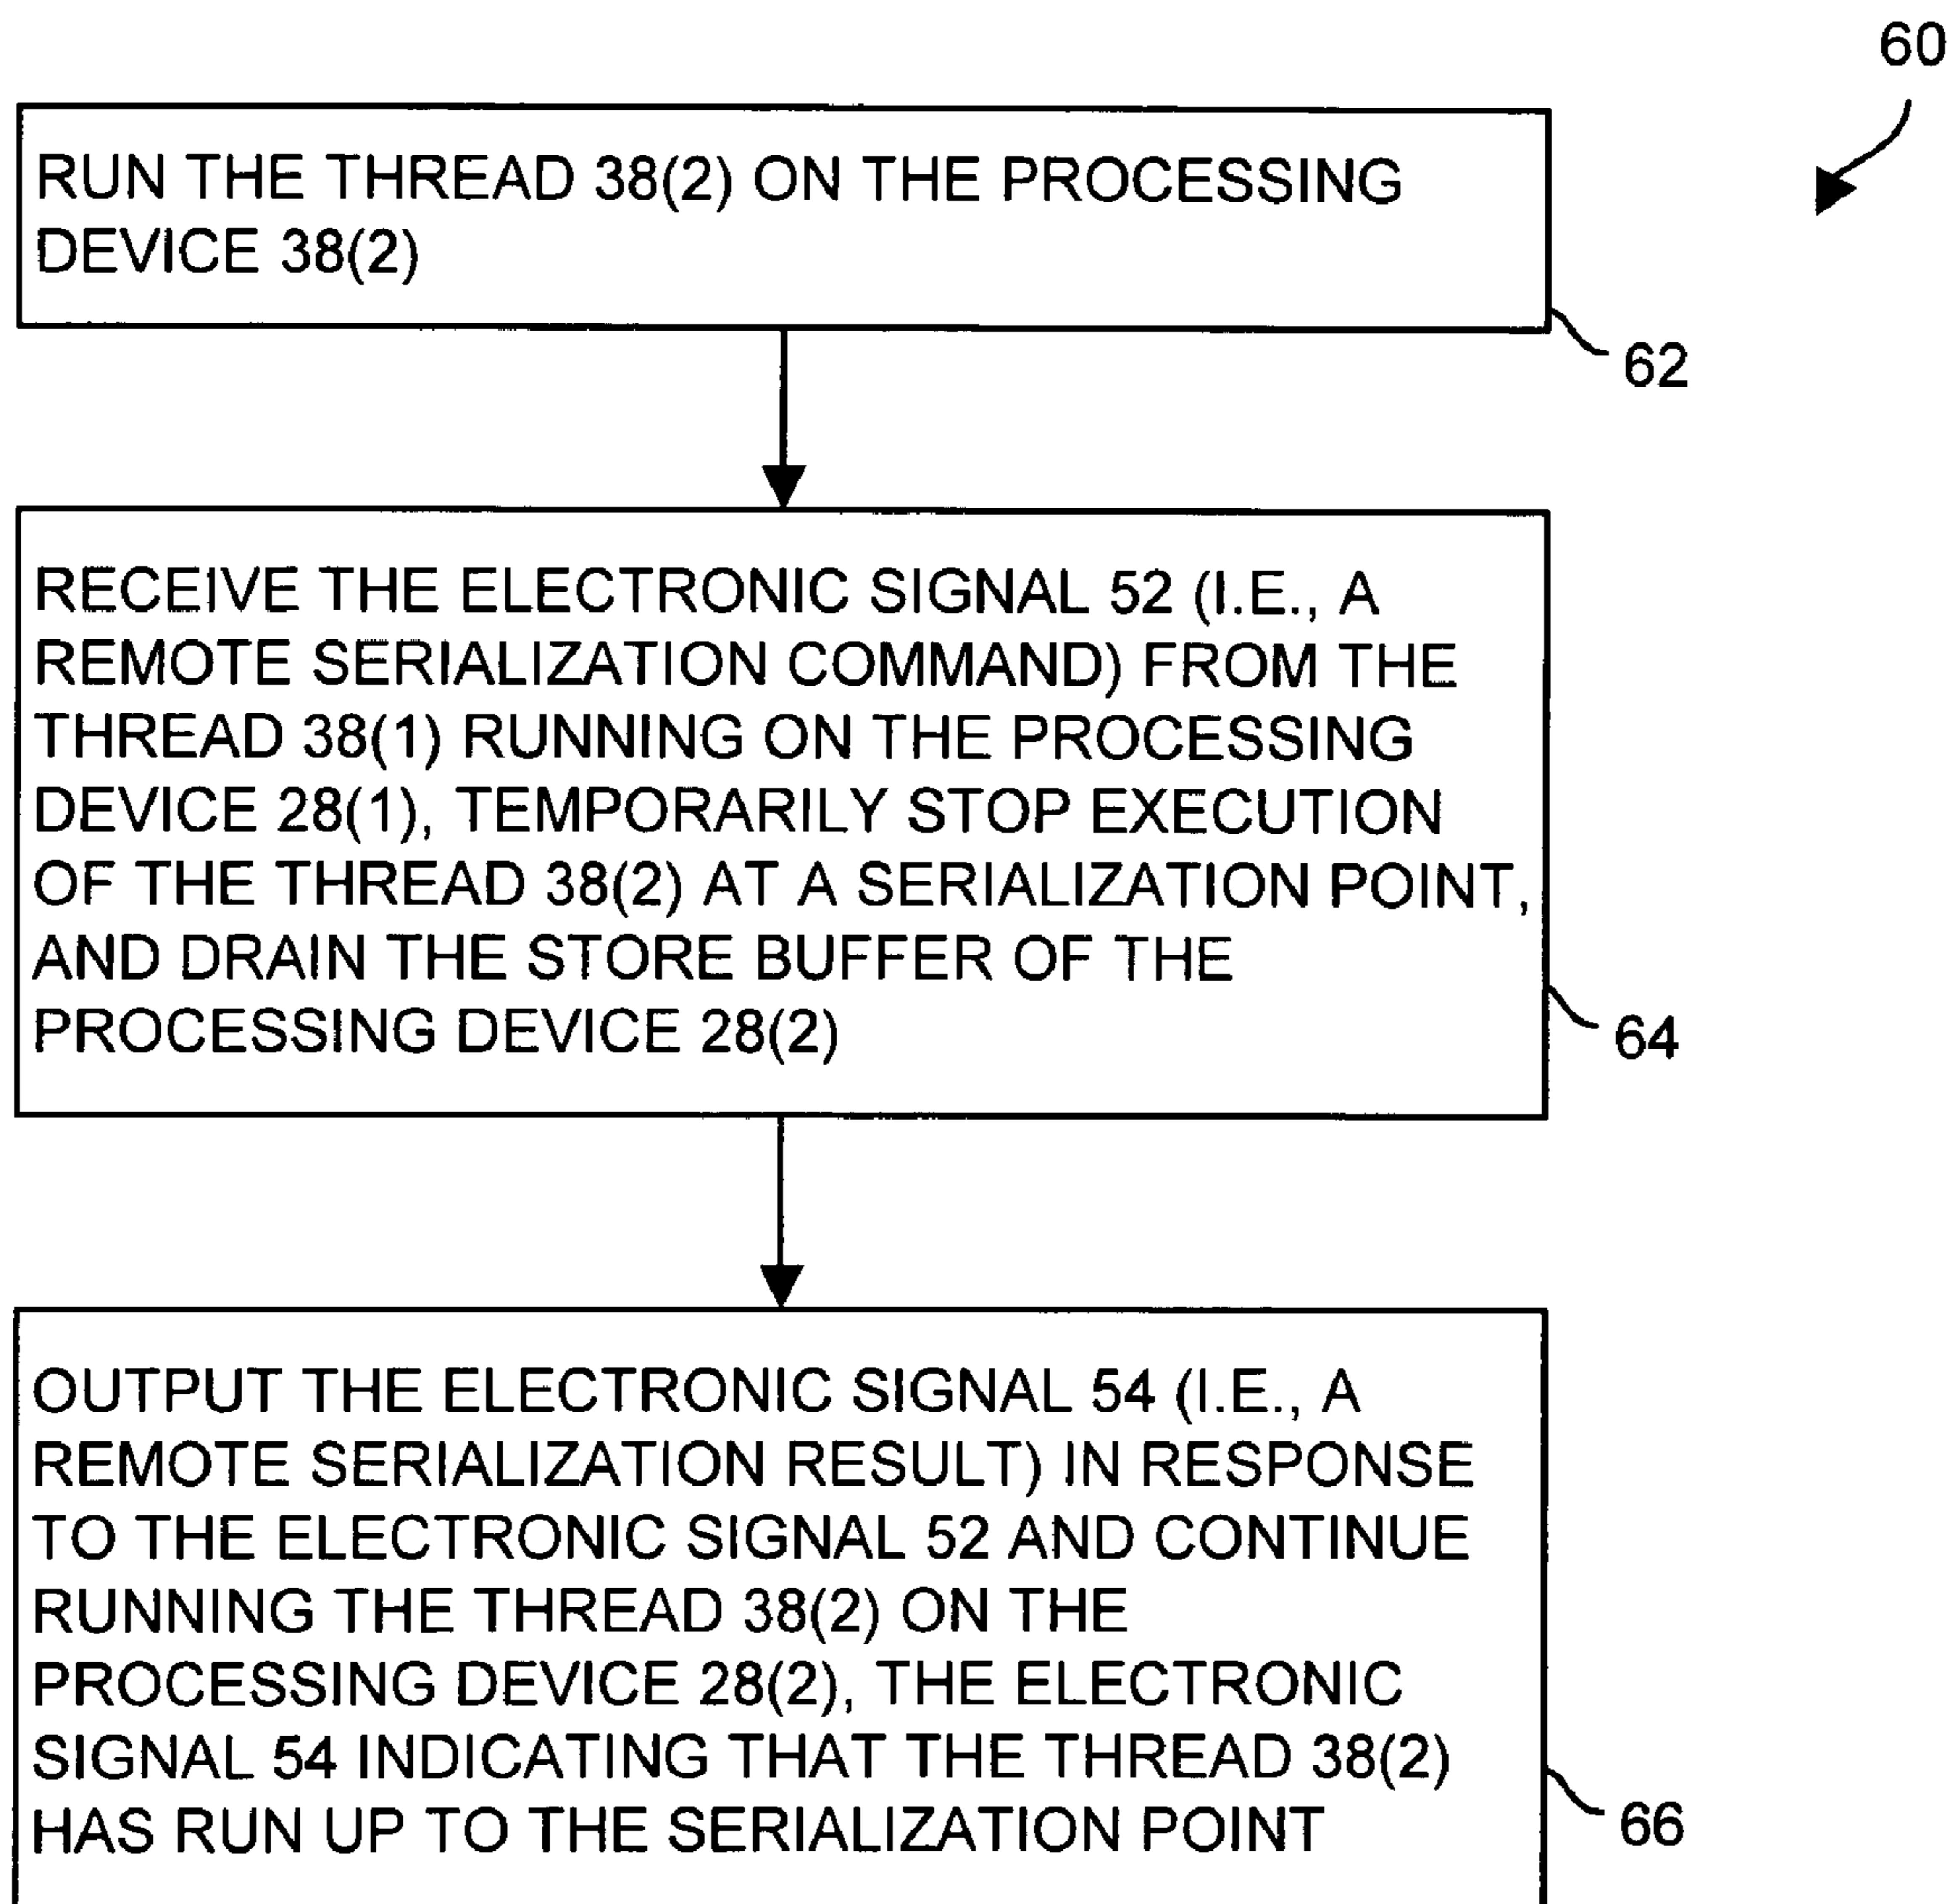 60
RUN THE THREAD 38(2) ON THE PROCESSING
DEVICE 38(2)
62
RECEIVE THE ELECTRONIC SIGNAL 52 (I.E., A
REMOTE SERIALIZATION COMMAND) FROM THE
THREAD 38(1) RUNNING ON THE PROCESSING
DEVICE 28(1), TEMPORARILY STOP EXECUTION
OF THE THREAD 38(2) AT A SERIALIZATION POINT,
AND DRAIN THE STORE BUFFER OF THE
PROCESSING DEVICE 28(2)
64
OUTPUT THE ELECTRONIC SIGNAL 54 (I.E., A
REMOTE SERIALIZATION RESULT) IN RESPONSE
TO THE ELECTRONIC SIGNAL 52 AND CONTINUE
RUNNING THE THREAD 38(2) ON THE
PROCESSING DEVICE 28(2), THE ELECTRONIC
SIGNAL 54 INDICATING THAT THE THREAD 38(2)
HAS RUN UP TO THE SERIALIZATION POINT
66